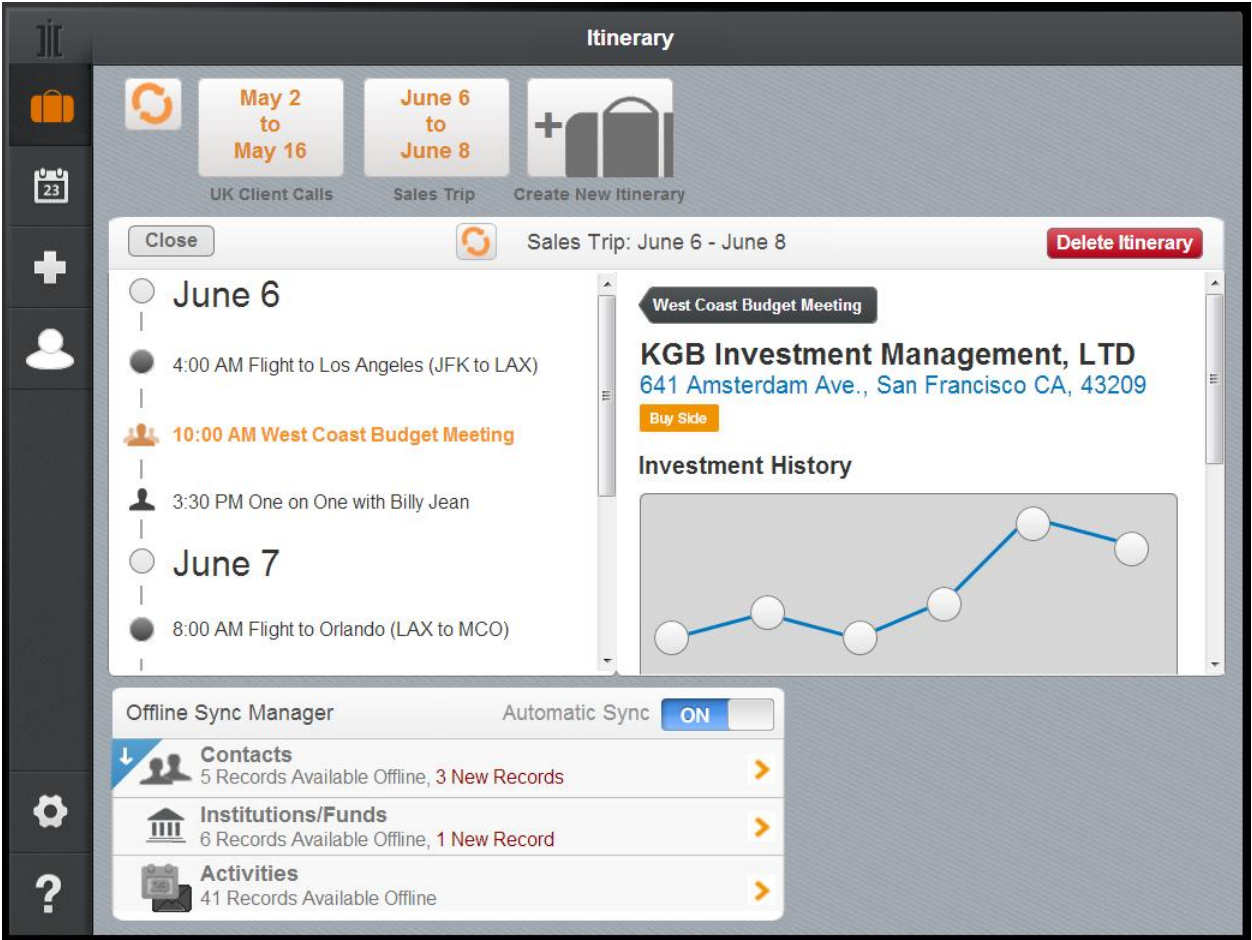 Itinerary
May 2
to
May 16
UK Client Calls
June 6
to
June 8
Sales Trip
+
Create New Itinerary
23
Close
Sales Trip: June 6 - June 8
Delete Itinerary
June 6
4:00 AM Flight to Los Angeles (JFK to LAX)
10:00 AM West Coast Budget Meeting
3:30 PM One on One with Billy Jean
June 7
8:00 AM Flight to Orlando (LAX to MCO)
West Coast Budget Meeting
KGB Investment Management, LTD
641 Amsterdam Ave., San Francisco CA, 43209
Buy Side
Investment History
Offline Sync Manager
Automatic Sync ON
Contacts
5 Records Available Offline, 3 New Records
Institutions/Funds
6 Records Available Offline, 1 New Record
Activities
41 Records Available Offline
23
?